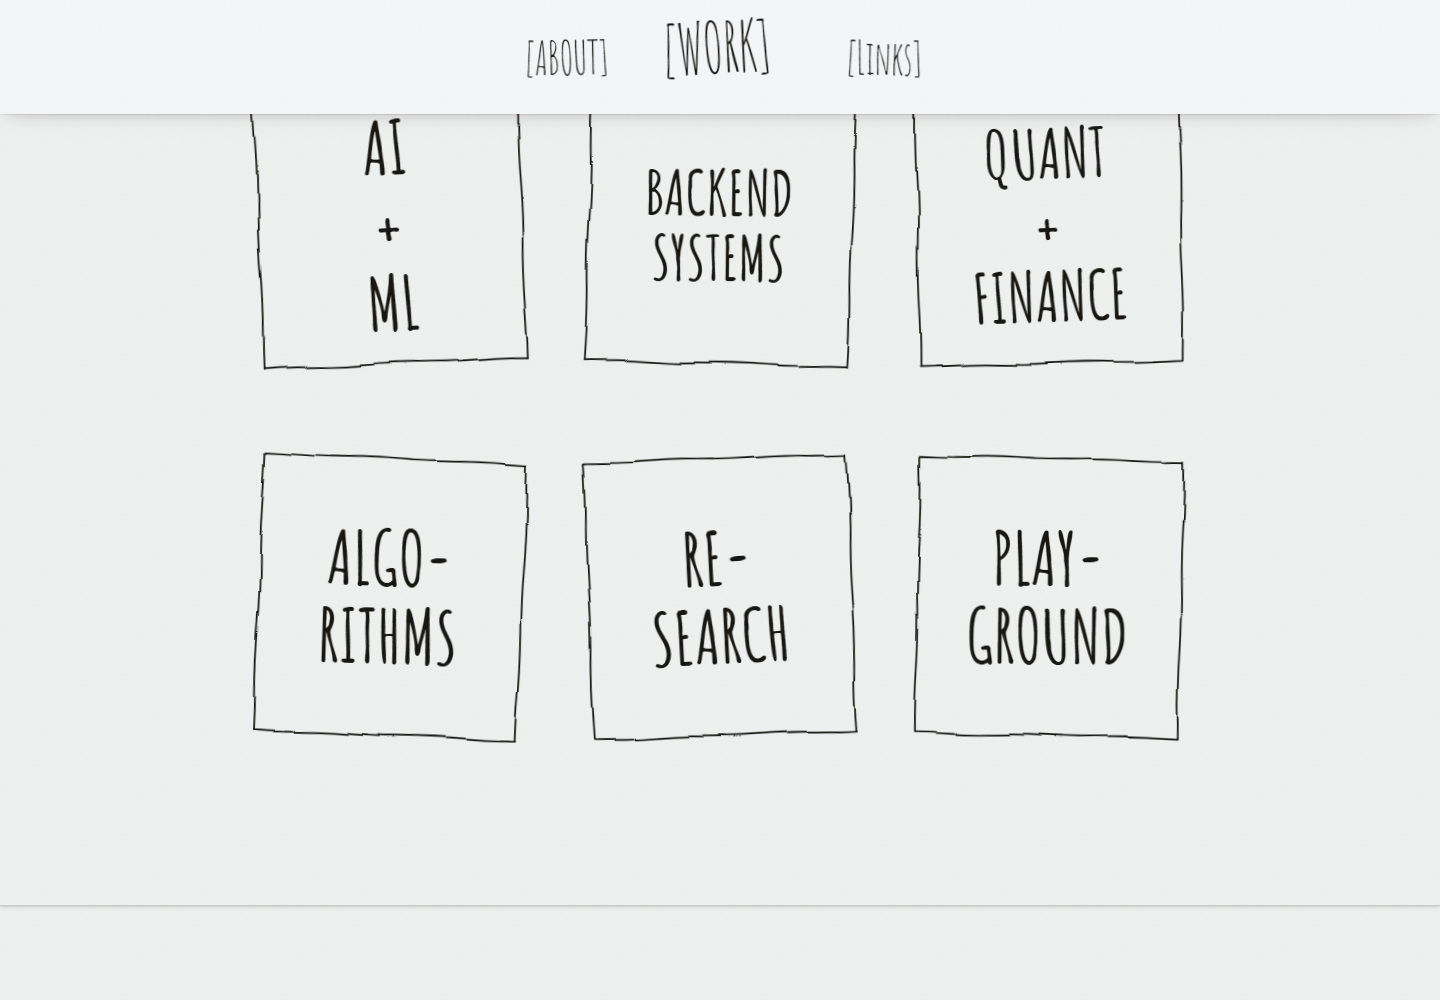 [ABOUT] [WORK] [LINKS]
AI
+
ML
BACKEND
SYSTEMS
QUANT
+
FINANCE
ALGO-
RITHMS
RE-
SEARCH
PLAY-
GROUND